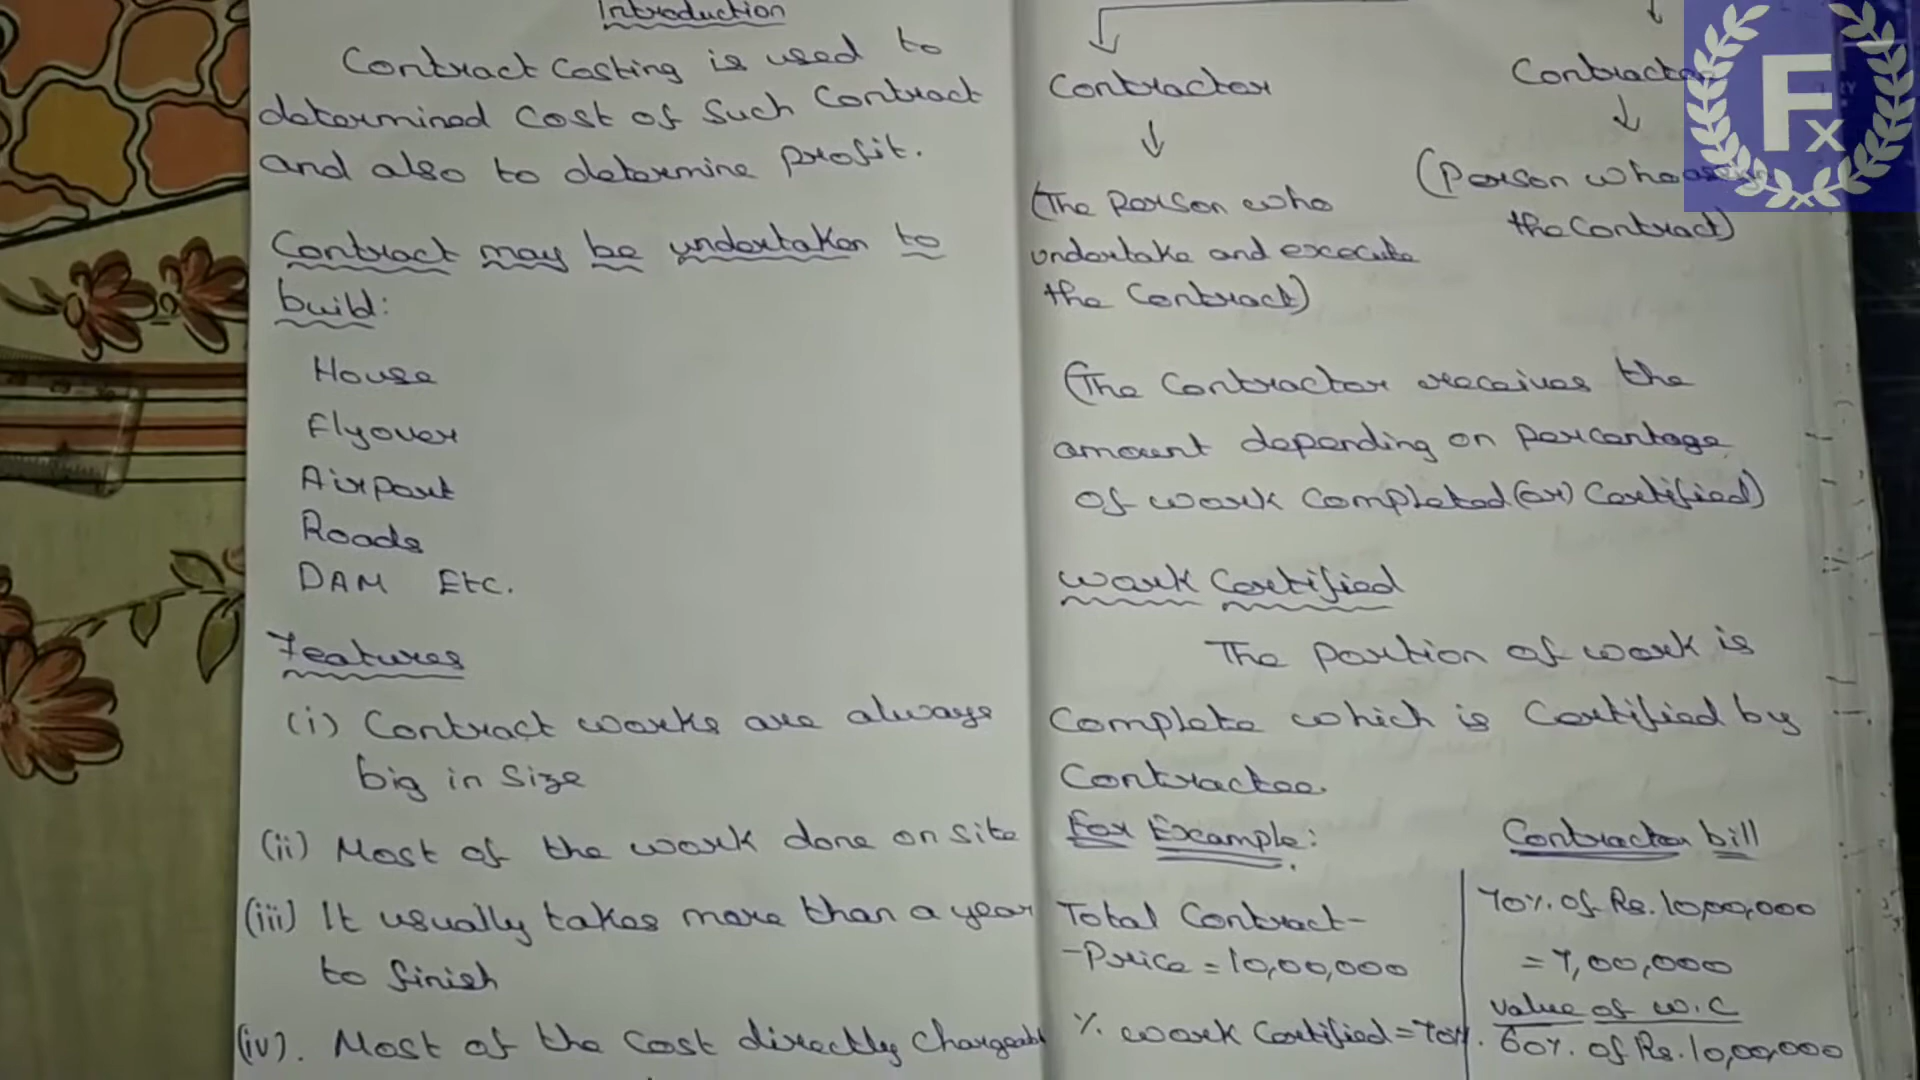 Introduction
Contract Costing is used to
determined Cost of Such Contract
and also to determine profit.
Contract may be undertaken to
build:
House
Flyover
Airport
Roads
DAM Etc.
Features
(i) Contract works are always
big in Size
(ii) Most of the work done on site
(iii) It usually takes more than a year
to finish
(iv). Most of the Cost directly Chargeabl
Contractor
(The Person who
undertake and excecute
the Contract)
(Person who
the Contract)
(The Contractor receives the
amount depending on percentage
of work Completed (or) Certified)
Work Certified
The portion of work is
Complete which is Certified by
Contractee.
For Example:
Total Contract-
-Price = 10,00,000
% work Certified = 70%.
Contractor bill
70%. of Rs. 10,00,000
= 7,00,000
Value of W.C
60%. of Rs. 10,00,000
Fx